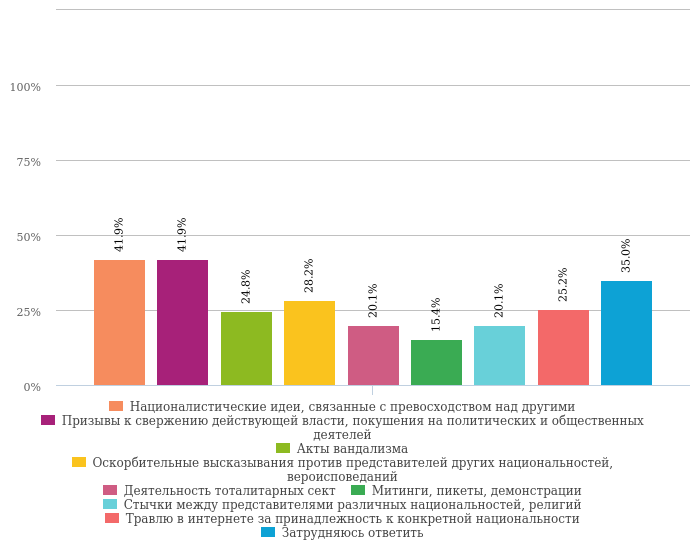 100%
75%
50%
25%
0%
41.9%
41.9%
24.8%
28.2%
20.1%
15.4%
20.1%
25.2%
35.0%
Националистические идеи, связанные с превосходством над другими
Призывы к свержению действующей власти, покушения на политических и общественных
деятелей
Акты вандализма
Оскорбительные высказывания против представителей других национальностей,
вероисповеданий
Деятельность тоталитарных сект Митинги, пикеты, демонстрации
Стычки между представителями различных национальностей, религий
Травлю в интернете за принадлежность к конкретной национальности
Затрудняюсь ответить